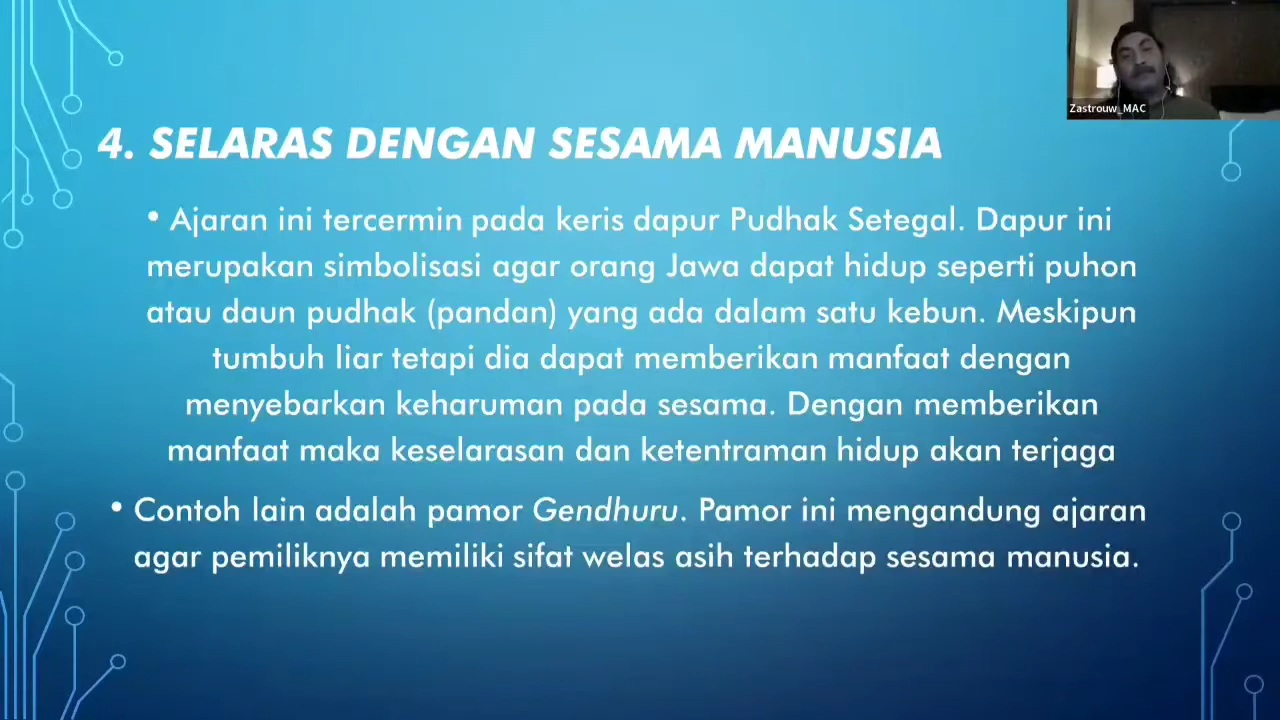 Zastrouw_MAC
4. SELARAS DENGAN SESAMA MANUSIA
• Ajaran ini tercermin pada keris dapur Pudhak Setegal. Dapur ini
merupakan simbolisasi agar orang Jawa dapat hidup seperti puhon
atau daun pudhak (pandan) yang ada dalam satu kebun. Meskipun
tumbuh liar tetapi dia dapat memberikan manfaat dengan
menyebarkan keharuman pada sesama. Dengan memberikan
manfaat maka keselarasan dan ketentraman hidup akan terjaga
• Contoh lain adalah pamor Gendhuru. Pamor ini mengandung ajaran
agar pemiliknya memiliki sifat welas asih terhadap sesama manusia.